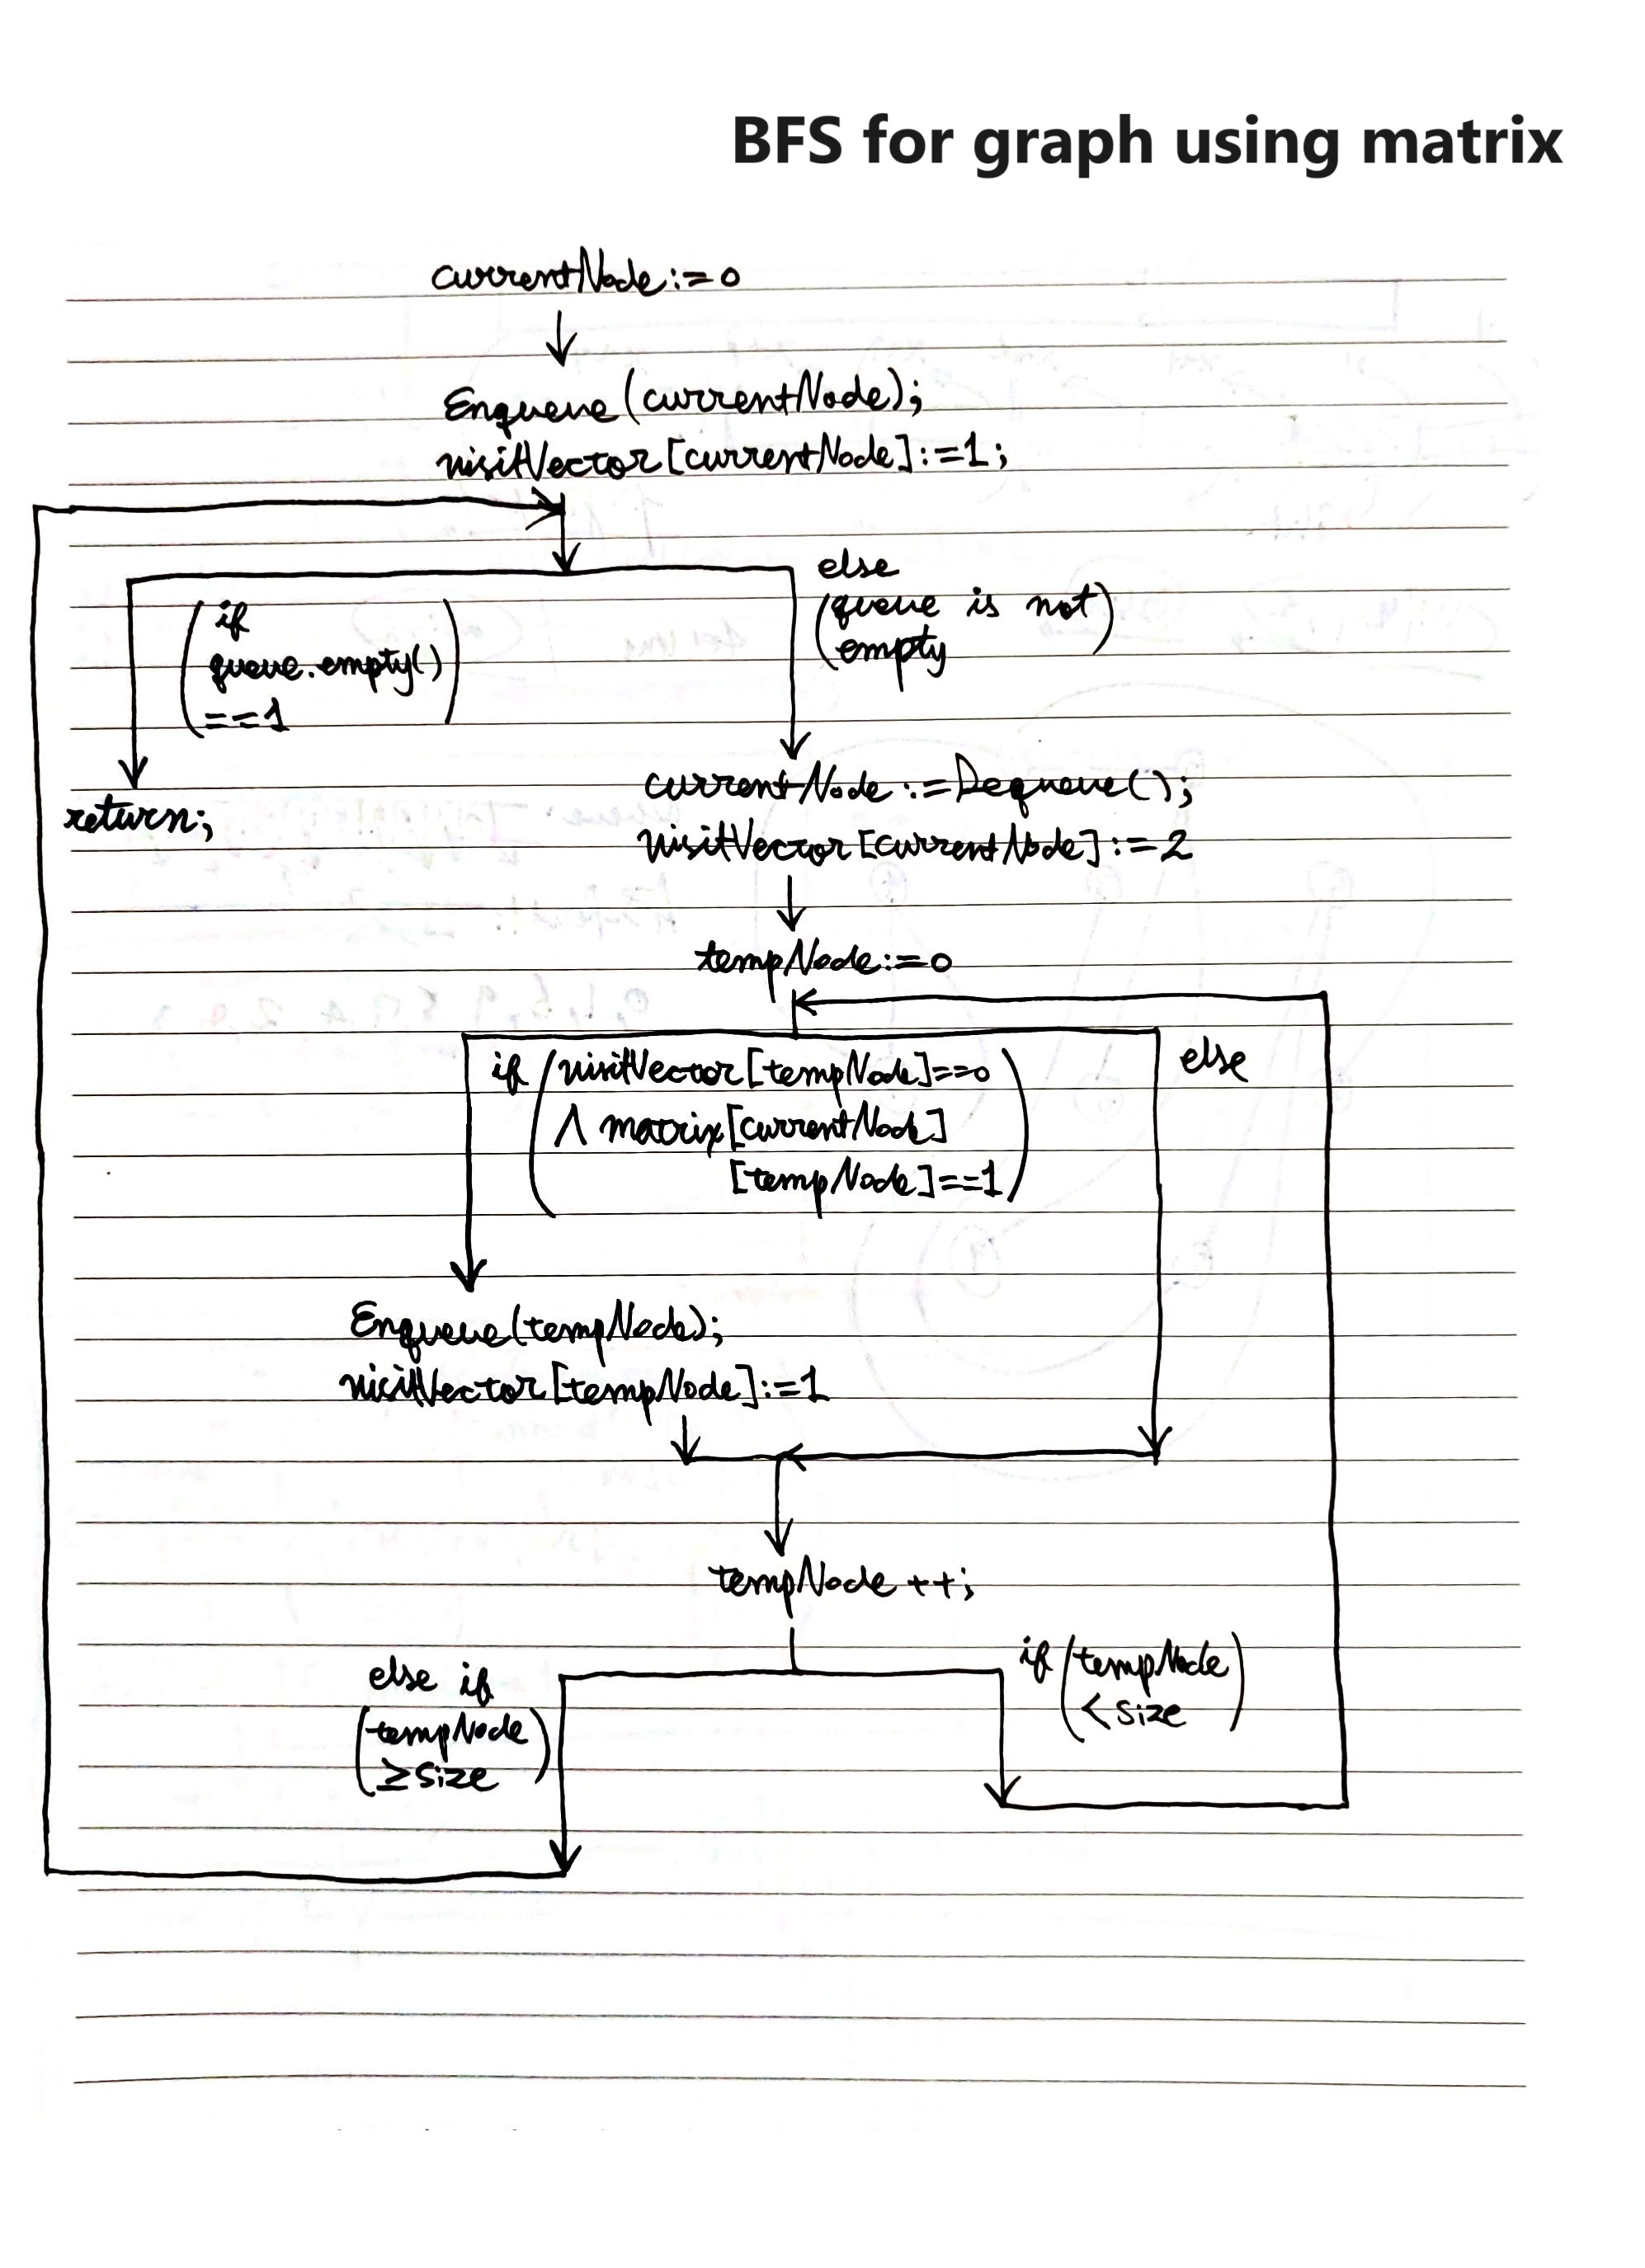 BFS for graph using matrix
currentNode:=0
Enqueue(currentNode);
visitVector[currentNode]:=1;
if
queue.empty()
==1
else
(queue is not)
empty
return;
currentNode:=Dequeue();
visitVector[currentNode]:=2
tempNode:=0
if (visitVector[tempNode]==0
∧ matrix[currentNode]
[tempNode]==1)
else
Enqueue(tempNode);
visitVector[tempNode]:=1
tempNode++;
else if
(tempNode
≥size)
if (tempNode
<size)